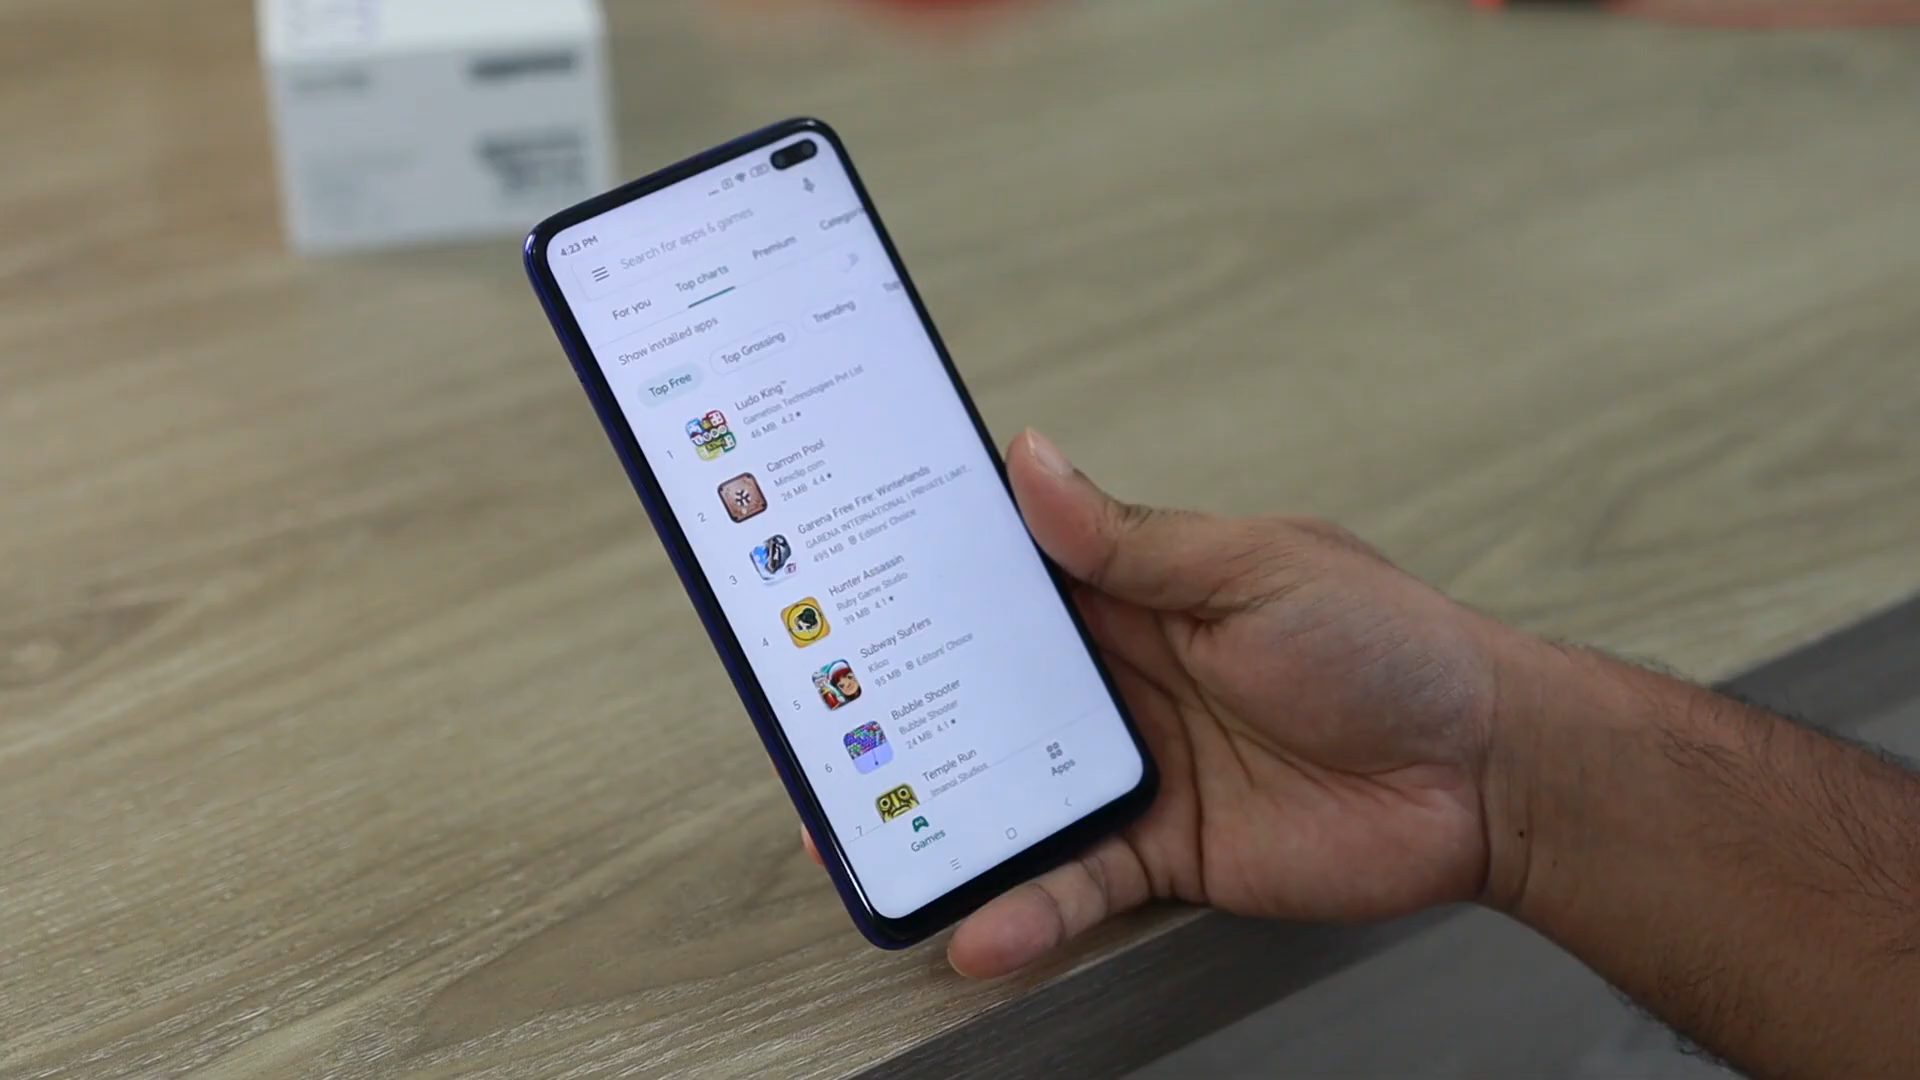 4:23 PM
Search for apps & games
For you
Top charts
Premium
Show installed apps
Top Free
Top Grossing
Trending
1
Ludo King™
Gametion Technologies Pvt Ltd
46 MB 4.2★
2
Carrom Pool
Miniclip.com
26 MB 4.4★
3
Garena Free Fire: Winterlands
GARENA INTERNATIONAL I PRIVATE LIMIT...
495 MB Editors' Choice
4
Hunter Assassin
Ruby Game Studio
39 MB 4.1★
5
Subway Surfers
Kiloo
95 MB Editors' Choice
6
Bubble Shooter
Bubble Shooter
24 MB 4.1★
7
Temple Run
Imangi Studios
Games
Apps